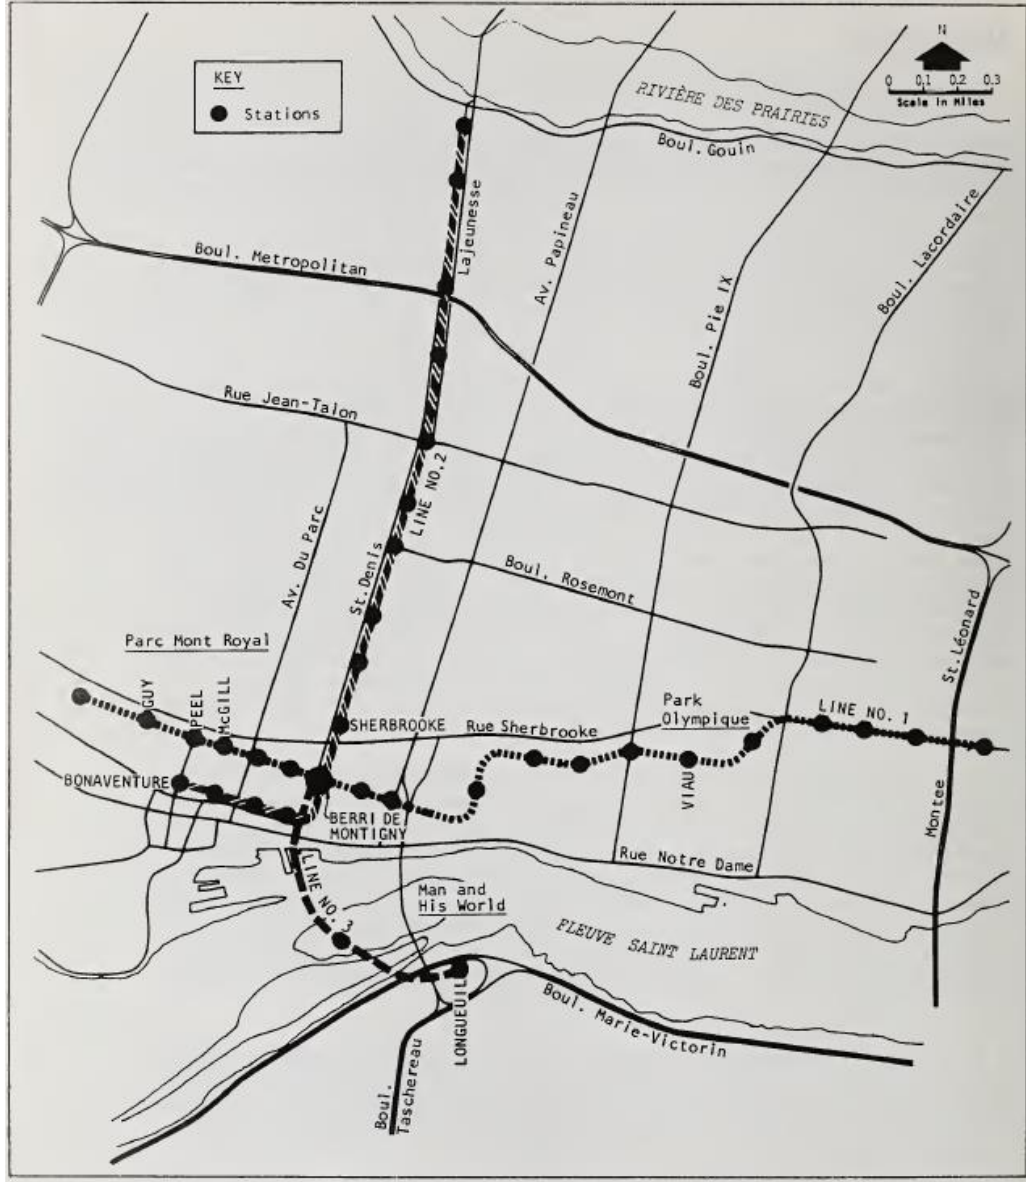 KEY
Stations
N
0 0.1 0.2 0.3
Scale in Miles
RIVIÈRE DES PRAIRIES
Boul. Gouin
Lajeunesse
Av. Papineau
Boul. Lacordaire
Boul. Metropolitan
Boul. Pie IX
Rue Jean-Talon
LINE NO.2
Av. Du Parc
St.Denis
Boul. Rosemont
St.Léonard
Parc Mont Royal
GUY
PEEL
McGILL
SHERBROOKE
Rue Sherbrooke
Park
Olympique
LINE NO. 1
BONAVENTURE
BERRI DE
MONTIGNY
VIAU
Montee
Rue Notre Dame
LINE NO. 3
Man and
His World
FLEUVE SAINT LAURENT
LONGUEUIL
Boul. Marie-Victorin
Boul.
Taschereau